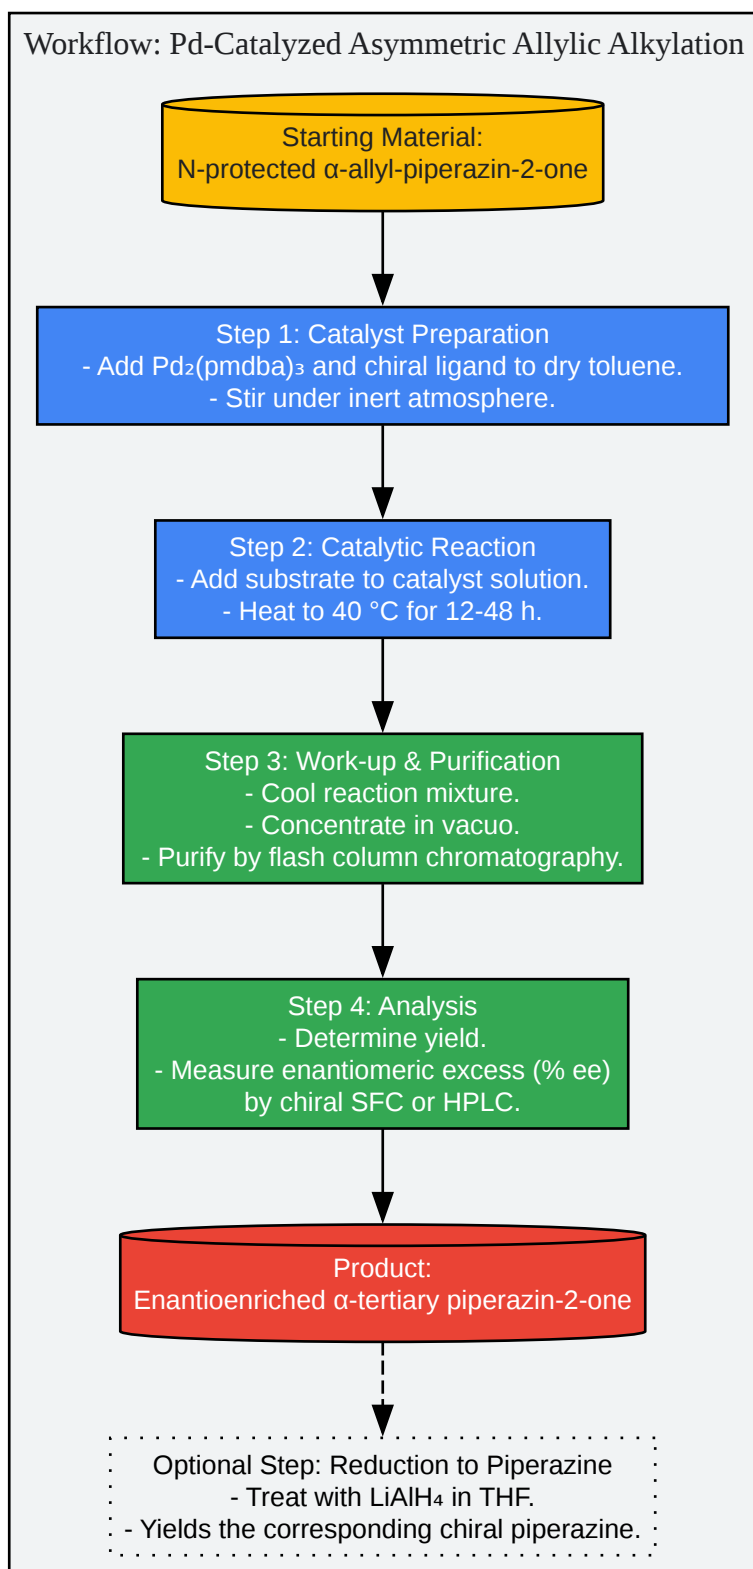 Workflow: Pd-Catalyzed Asymmetric Allylic Alkylation
Starting Material:
N-protected α-allyl-piperazin-2-one
Step 1: Catalyst Preparation
- Add Pd₂(pmdba)₃ and chiral ligand to dry toluene.
- Stir under inert atmosphere.
Step 2: Catalytic Reaction
- Add substrate to catalyst solution.
- Heat to 40 °C for 12-48 h.
Step 3: Work-up & Purification
- Cool reaction mixture.
- Concentrate in vacuo.
- Purify by flash column chromatography.
Step 4: Analysis
- Determine yield.
- Measure enantiomeric excess (% ee)
by chiral SFC or HPLC.
Product:
Enantioenriched α-tertiary piperazin-2-one
Optional Step: Reduction to Piperazine
- Treat with LiAlH₄ in THF.
- Yields the corresponding chiral piperazine.